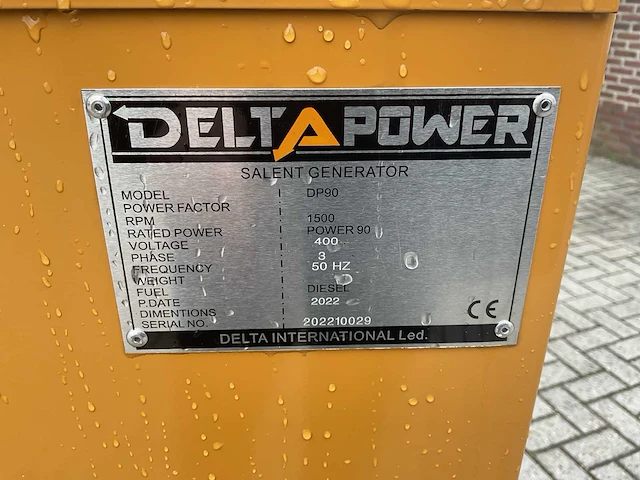 DELTAPOWER
SALENT GENERATOR
MODEL DP90
POWER FACTOR
RPM 1500
RATED POWER POWER 90
VOLTAGE 400
PHASE 3
FREQUENCY 50 HZ
WEIGHT
FUEL DIESEL
P.DATE 2022
DIMENTIONS
SERIAL NO. 202210029
CE
DELTA INTERNATIONAL Led.